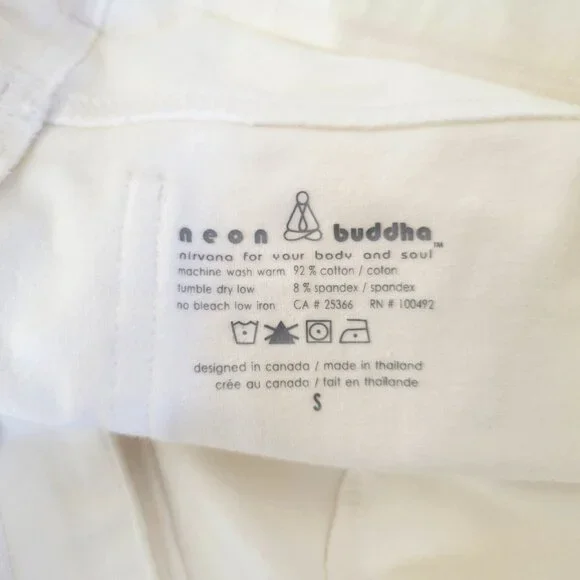 neon buddha™
nirvana for your body and soul
machine wash warm 92 % cotton / coton
tumble dry low 8 % spandex / spandex
no bleach low iron CA # 25366 RN # 100492
designed in canada / made in thailand
crée au canada / fait en thaïlande
S